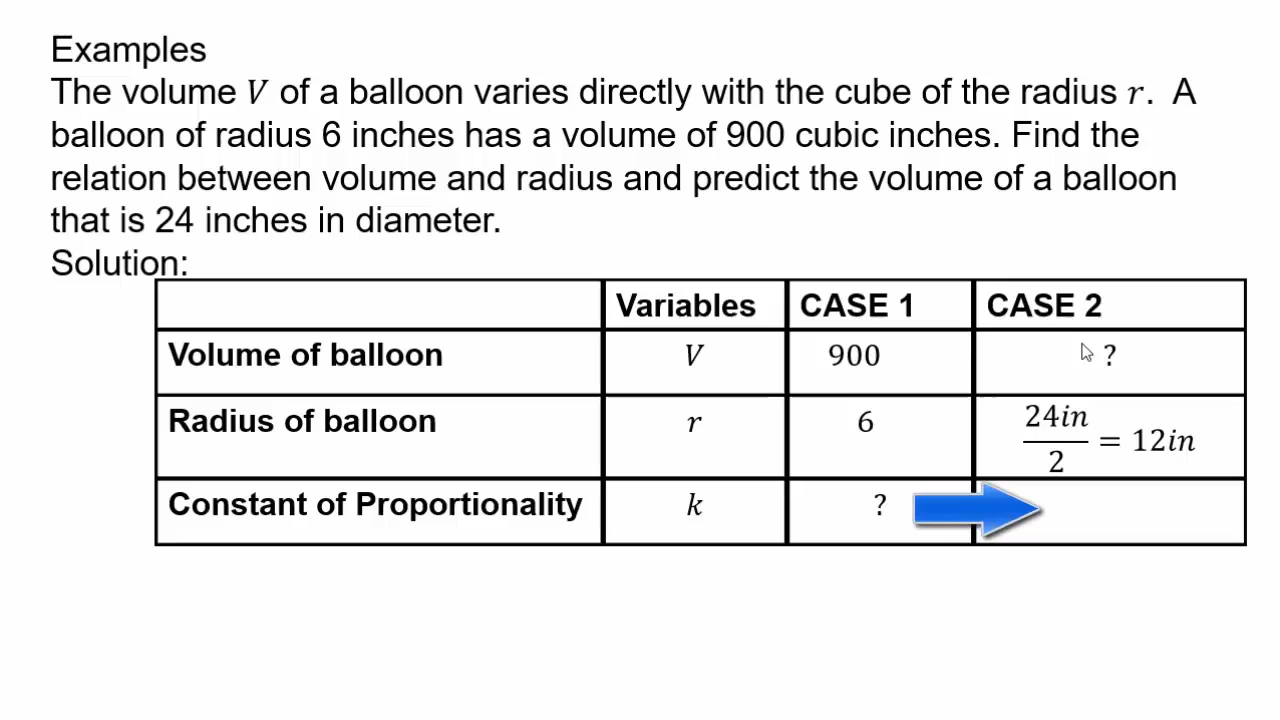 Examples
The volume V of a balloon varies directly with the cube of the radius r. A
balloon of radius 6 inches has a volume of 900 cubic inches. Find the
relation between volume and radius and predict the volume of a balloon
that is 24 inches in diameter.
Solution:
Variables CASE 1 CASE 2
Volume of balloon V 900 ?
Radius of balloon r 6 24in/2 = 12in
Constant of Proportionality k ?